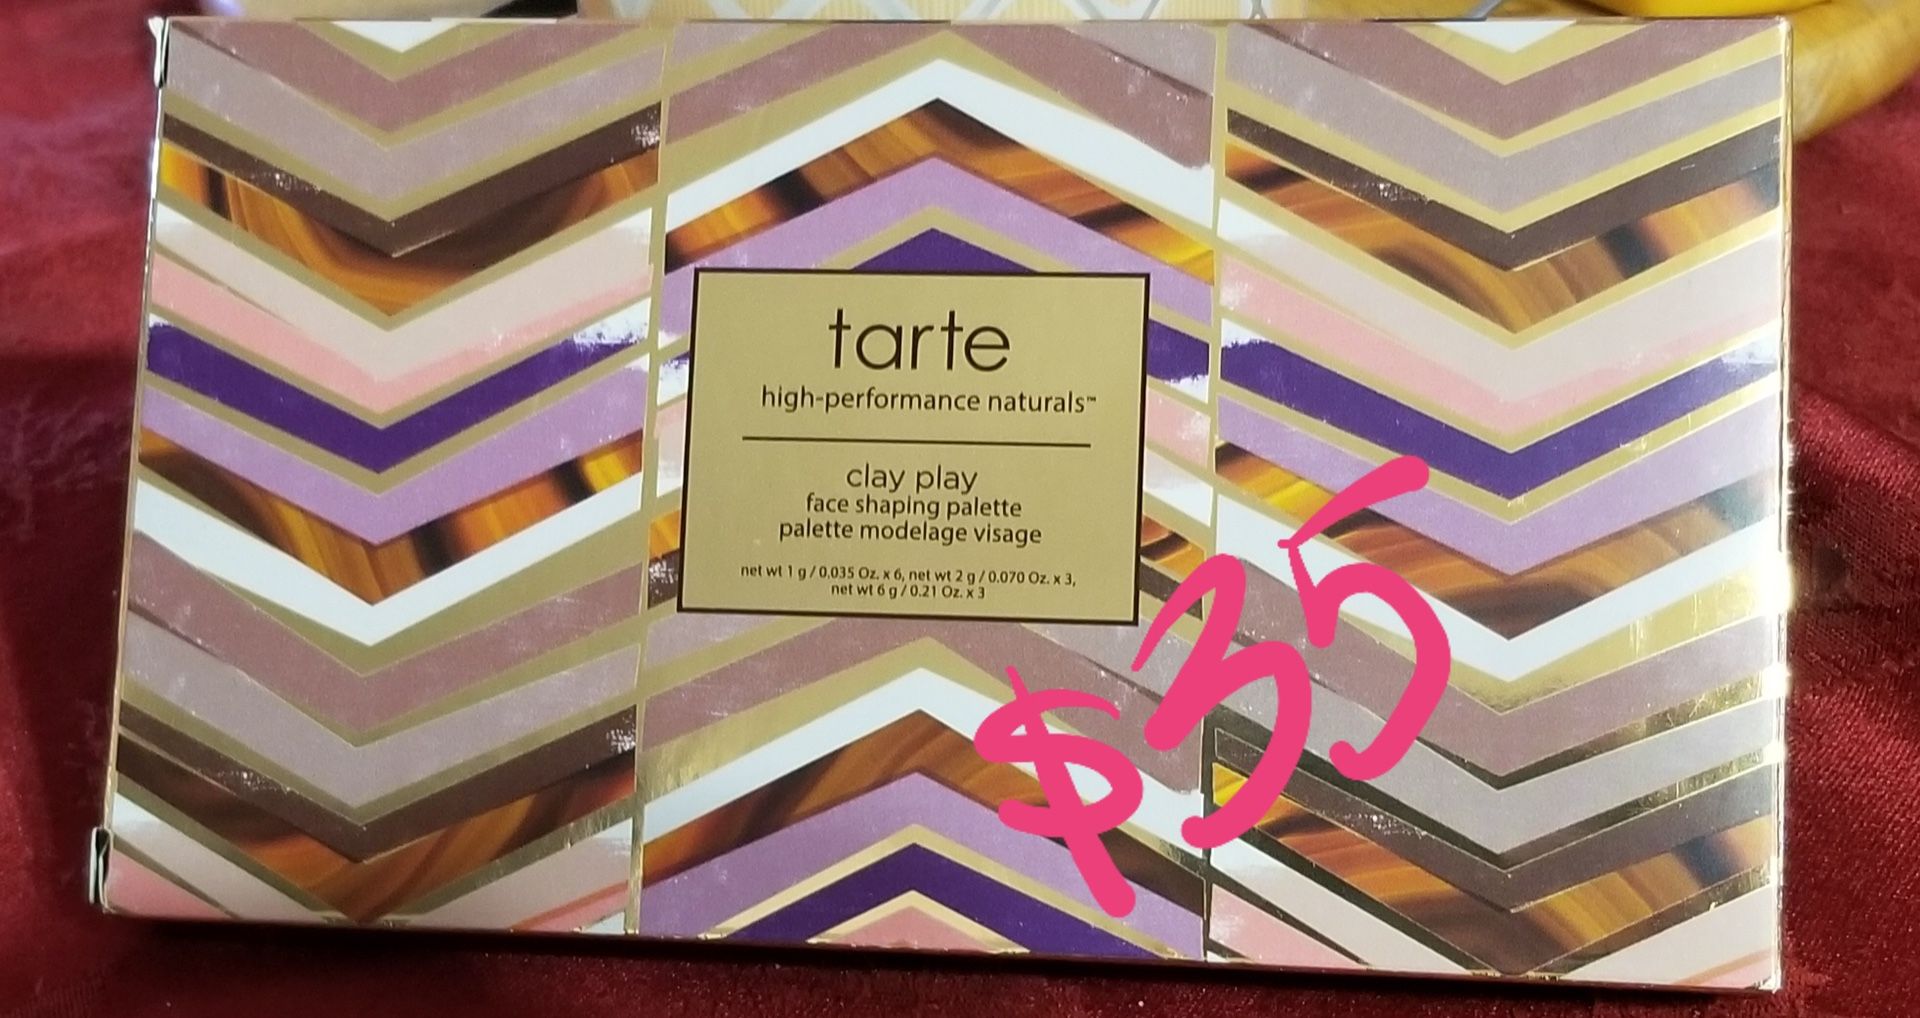 tarte
high-performance naturals™
clay play
face shaping palette
palette modelage visage
net wt 1 g / 0.035 Oz. x 6, net wt 2 g / 0.070 Oz. x 3,
net wt 6 g / 0.21 Oz. x 3
$35